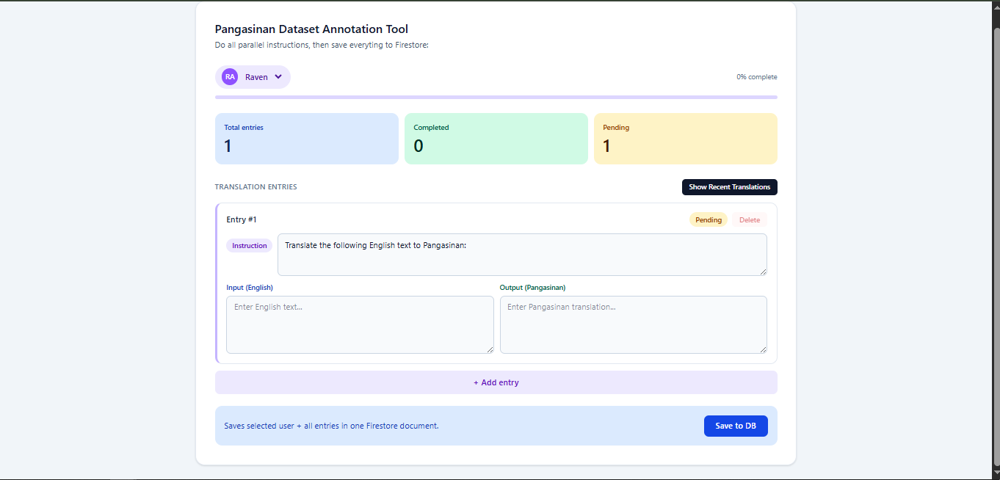 Pangasinan Dataset Annotation Tool
Do all parallel instructions, then save everyting to Firestore:
RA Raven
0% complete
Total entries
1
Completed
0
Pending
1
TRANSLATION ENTRIES
Show Recent Translations
Entry #1
Pending
Delete
Instruction
Translate the following English text to Pangasinan:
Input (English)
Output (Pangasinan)
Enter English text...
Enter Pangasinan translation...
+ Add entry
Saves selected user + all entries in one Firestore document.
Save to DB